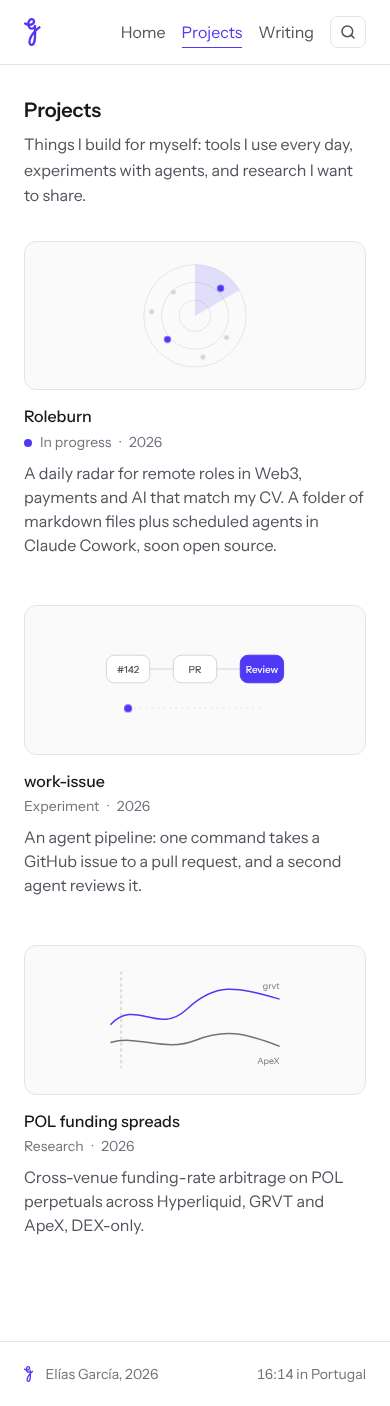 Home Projects Writing
Projects
Things I build for myself: tools I use every day,
experiments with agents, and research I want
to share.
Roleburn
In progress · 2026
A daily radar for remote roles in Web3,
payments and AI that match my CV. A folder of
markdown files plus scheduled agents in
Claude Cowork, soon open source.
#142 PR Review
work-issue
Experiment · 2026
An agent pipeline: one command takes a
GitHub issue to a pull request, and a second
agent reviews it.
grvt
ApeX
POL funding spreads
Research · 2026
Cross-venue funding-rate arbitrage on POL
perpetuals across Hyperliquid, GRVT and
ApeX, DEX-only.
Elías García, 2026 16:14 in Portugal